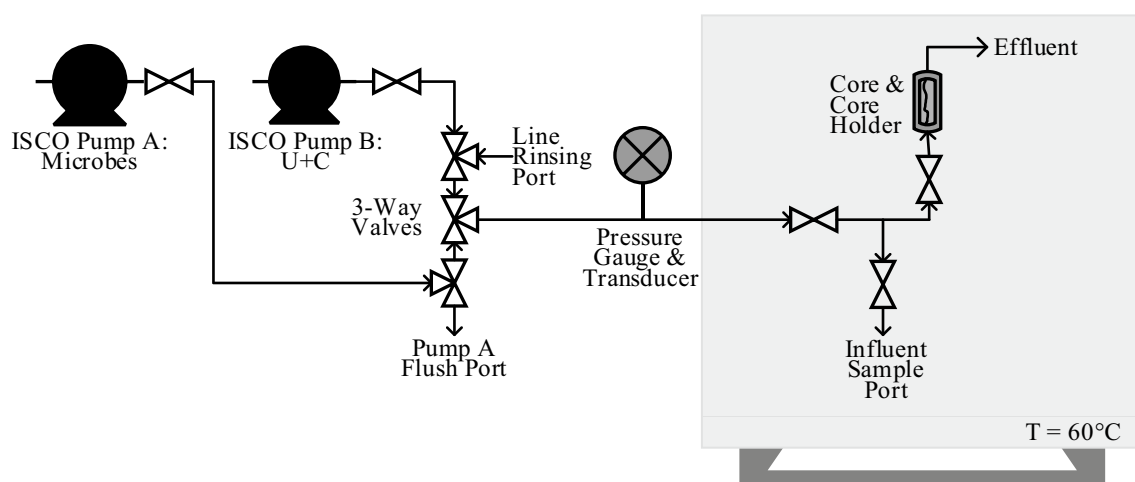 ISCO Pump A:
Microbes
ISCO Pump B:
U+C
Line
Rinsing
Port
3-Way
Valves
Pump A
Flush Port
Pressure
Gauge &
Transducer
Effluent
Core &
Core
Holder
Influent
Sample
Port
T = 60°C